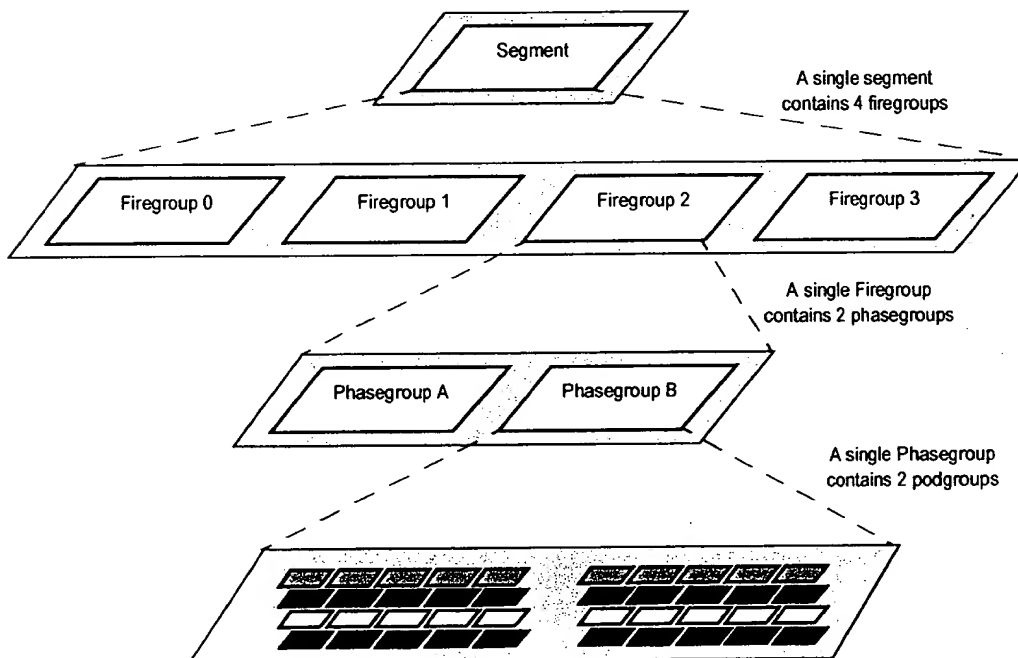 Segment
A single segment
contains 4 firegroups
Firegroup 0
Firegroup 1
Firegroup 2
Firegroup 3
A single Firegroup
contains 2 phasegroups
Phasegroup A
Phasegroup B
A single Phasegroup
contains 2 podgroups